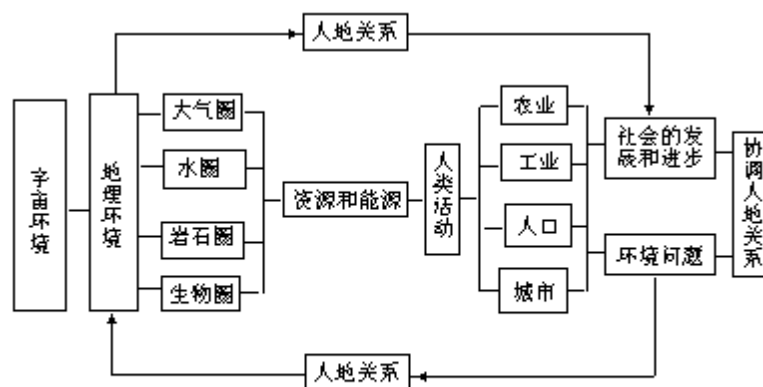 人地关系
宇宙环境
地理环境
大气圈
水圈
岩石圈
生物圈
资源和能源
人类活动
农业
工业
人口
城市
社会的发
展和进步
环境问题
协调人地关系
人地关系